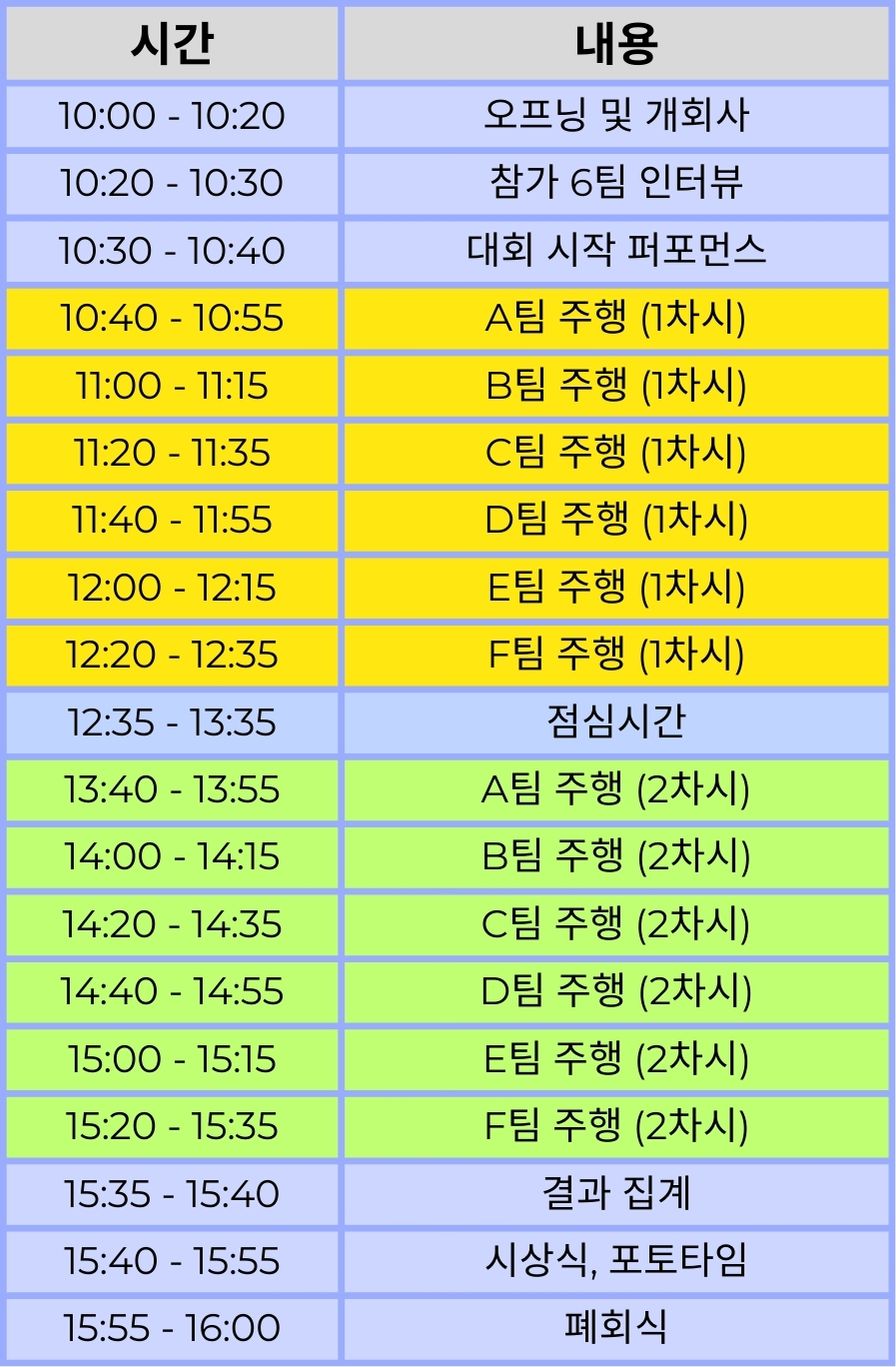 시간 내용
10:00 - 10:20 오프닝 및 개회사
10:20 - 10:30 참가 6팀 인터뷰
10:30 - 10:40 대회 시작 퍼포먼스
10:40 - 10:55 A팀 주행 (1차시)
11:00 - 11:15 B팀 주행 (1차시)
11:20 - 11:35 C팀 주행 (1차시)
11:40 - 11:55 D팀 주행 (1차시)
12:00 - 12:15 E팀 주행 (1차시)
12:20 - 12:35 F팀 주행 (1차시)
12:35 - 13:35 점심시간
13:40 - 13:55 A팀 주행 (2차시)
14:00 - 14:15 B팀 주행 (2차시)
14:20 - 14:35 C팀 주행 (2차시)
14:40 - 14:55 D팀 주행 (2차시)
15:00 - 15:15 E팀 주행 (2차시)
15:20 - 15:35 F팀 주행 (2차시)
15:35 - 15:40 결과 집계
15:40 - 15:55 시상식, 포토타임
15:55 - 16:00 폐회식